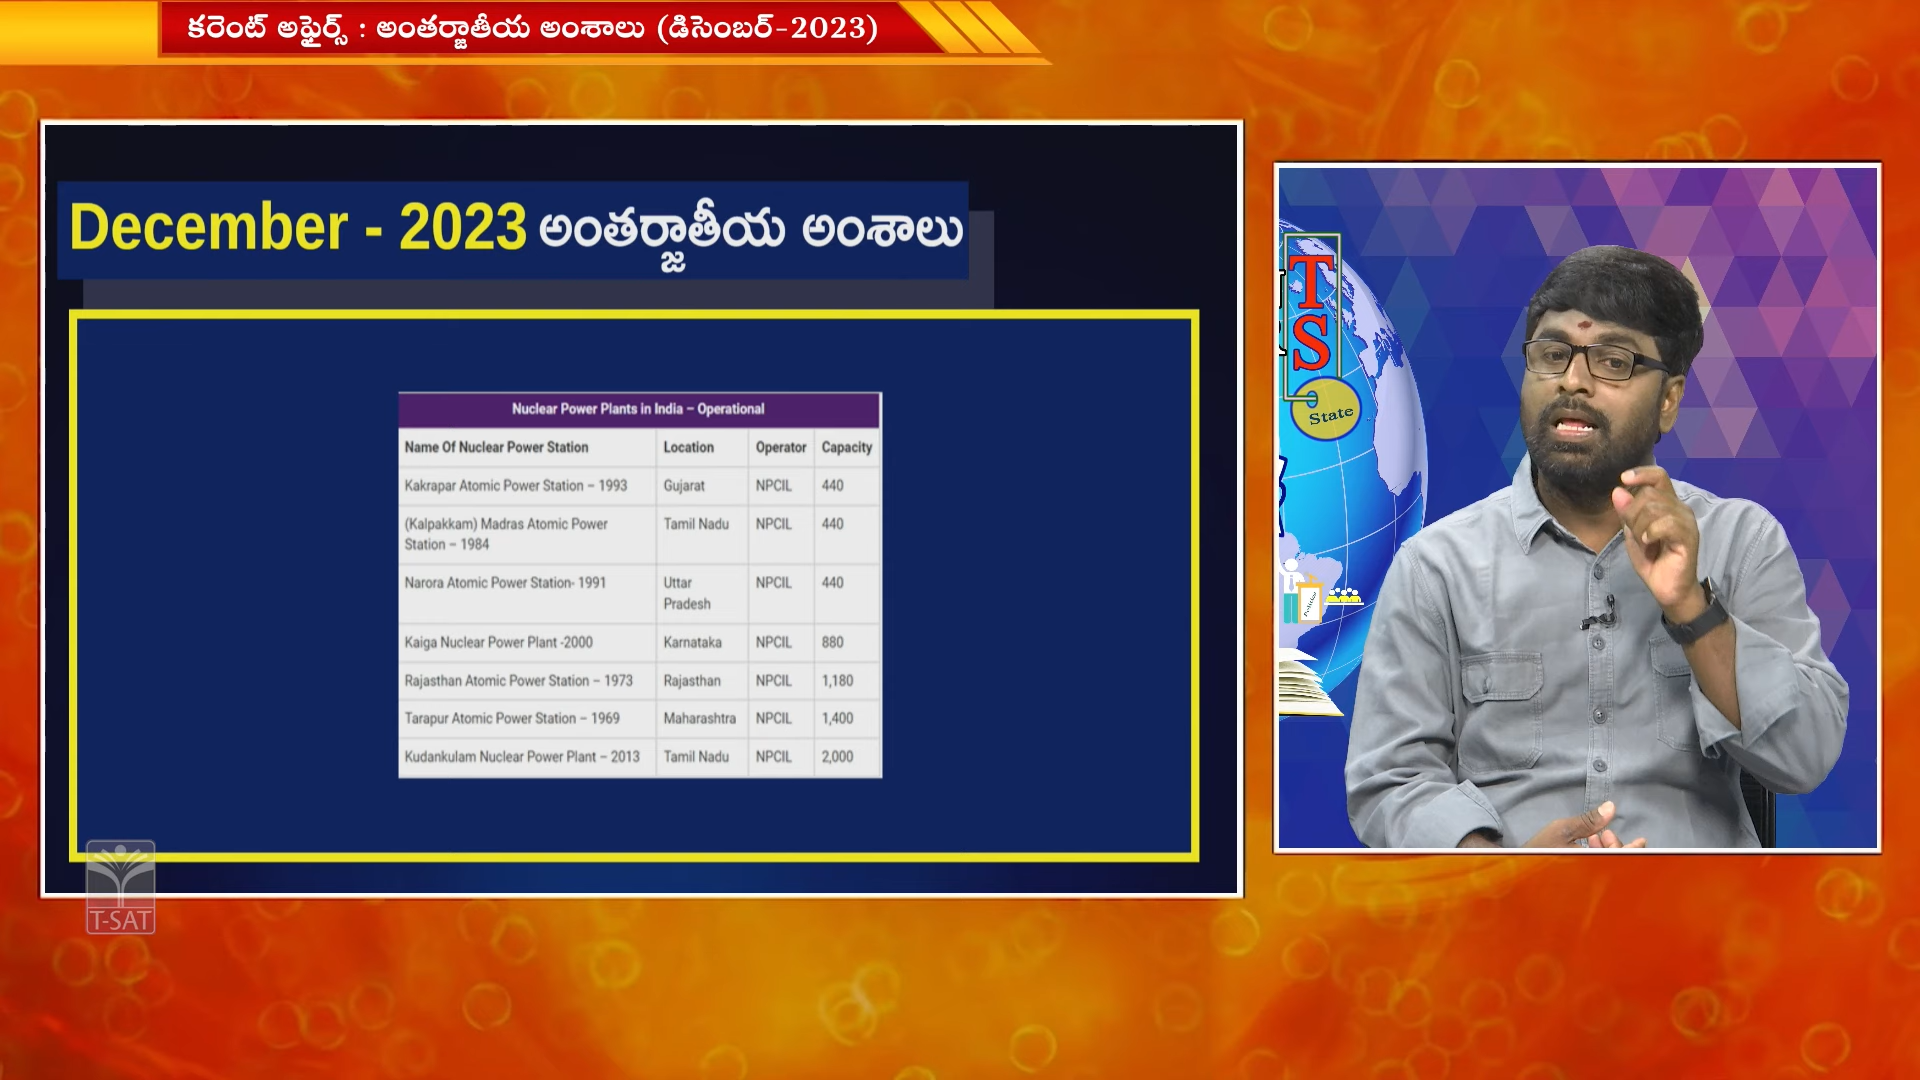 కరెంట్ అఫైర్స్ : అంతర్జాతీయ అంశాలు (డిసెంబర్-2023)
December - 2023 అంతర్జాతీయ అంశాలు
Nuclear Power Plants in India – Operational
Name Of Nuclear Power Station Location Operator Capacity
Kakrapar Atomic Power Station – 1993 Gujarat NPCIL 440
(Kalpakkam) Madras Atomic Power Tamil Nadu NPCIL 440
Station – 1984
Narora Atomic Power Station- 1991 Uttar NPCIL 440
Pradesh
Kaiga Nuclear Power Plant -2000 Karnataka NPCIL 880
Rajasthan Atomic Power Station – 1973 Rajasthan NPCIL 1,180
Tarapur Atomic Power Station – 1969 Maharashtra NPCIL 1,400
Kudankulam Nuclear Power Plant – 2013 Tamil Nadu NPCIL 2,000
T-SAT
T
S
State